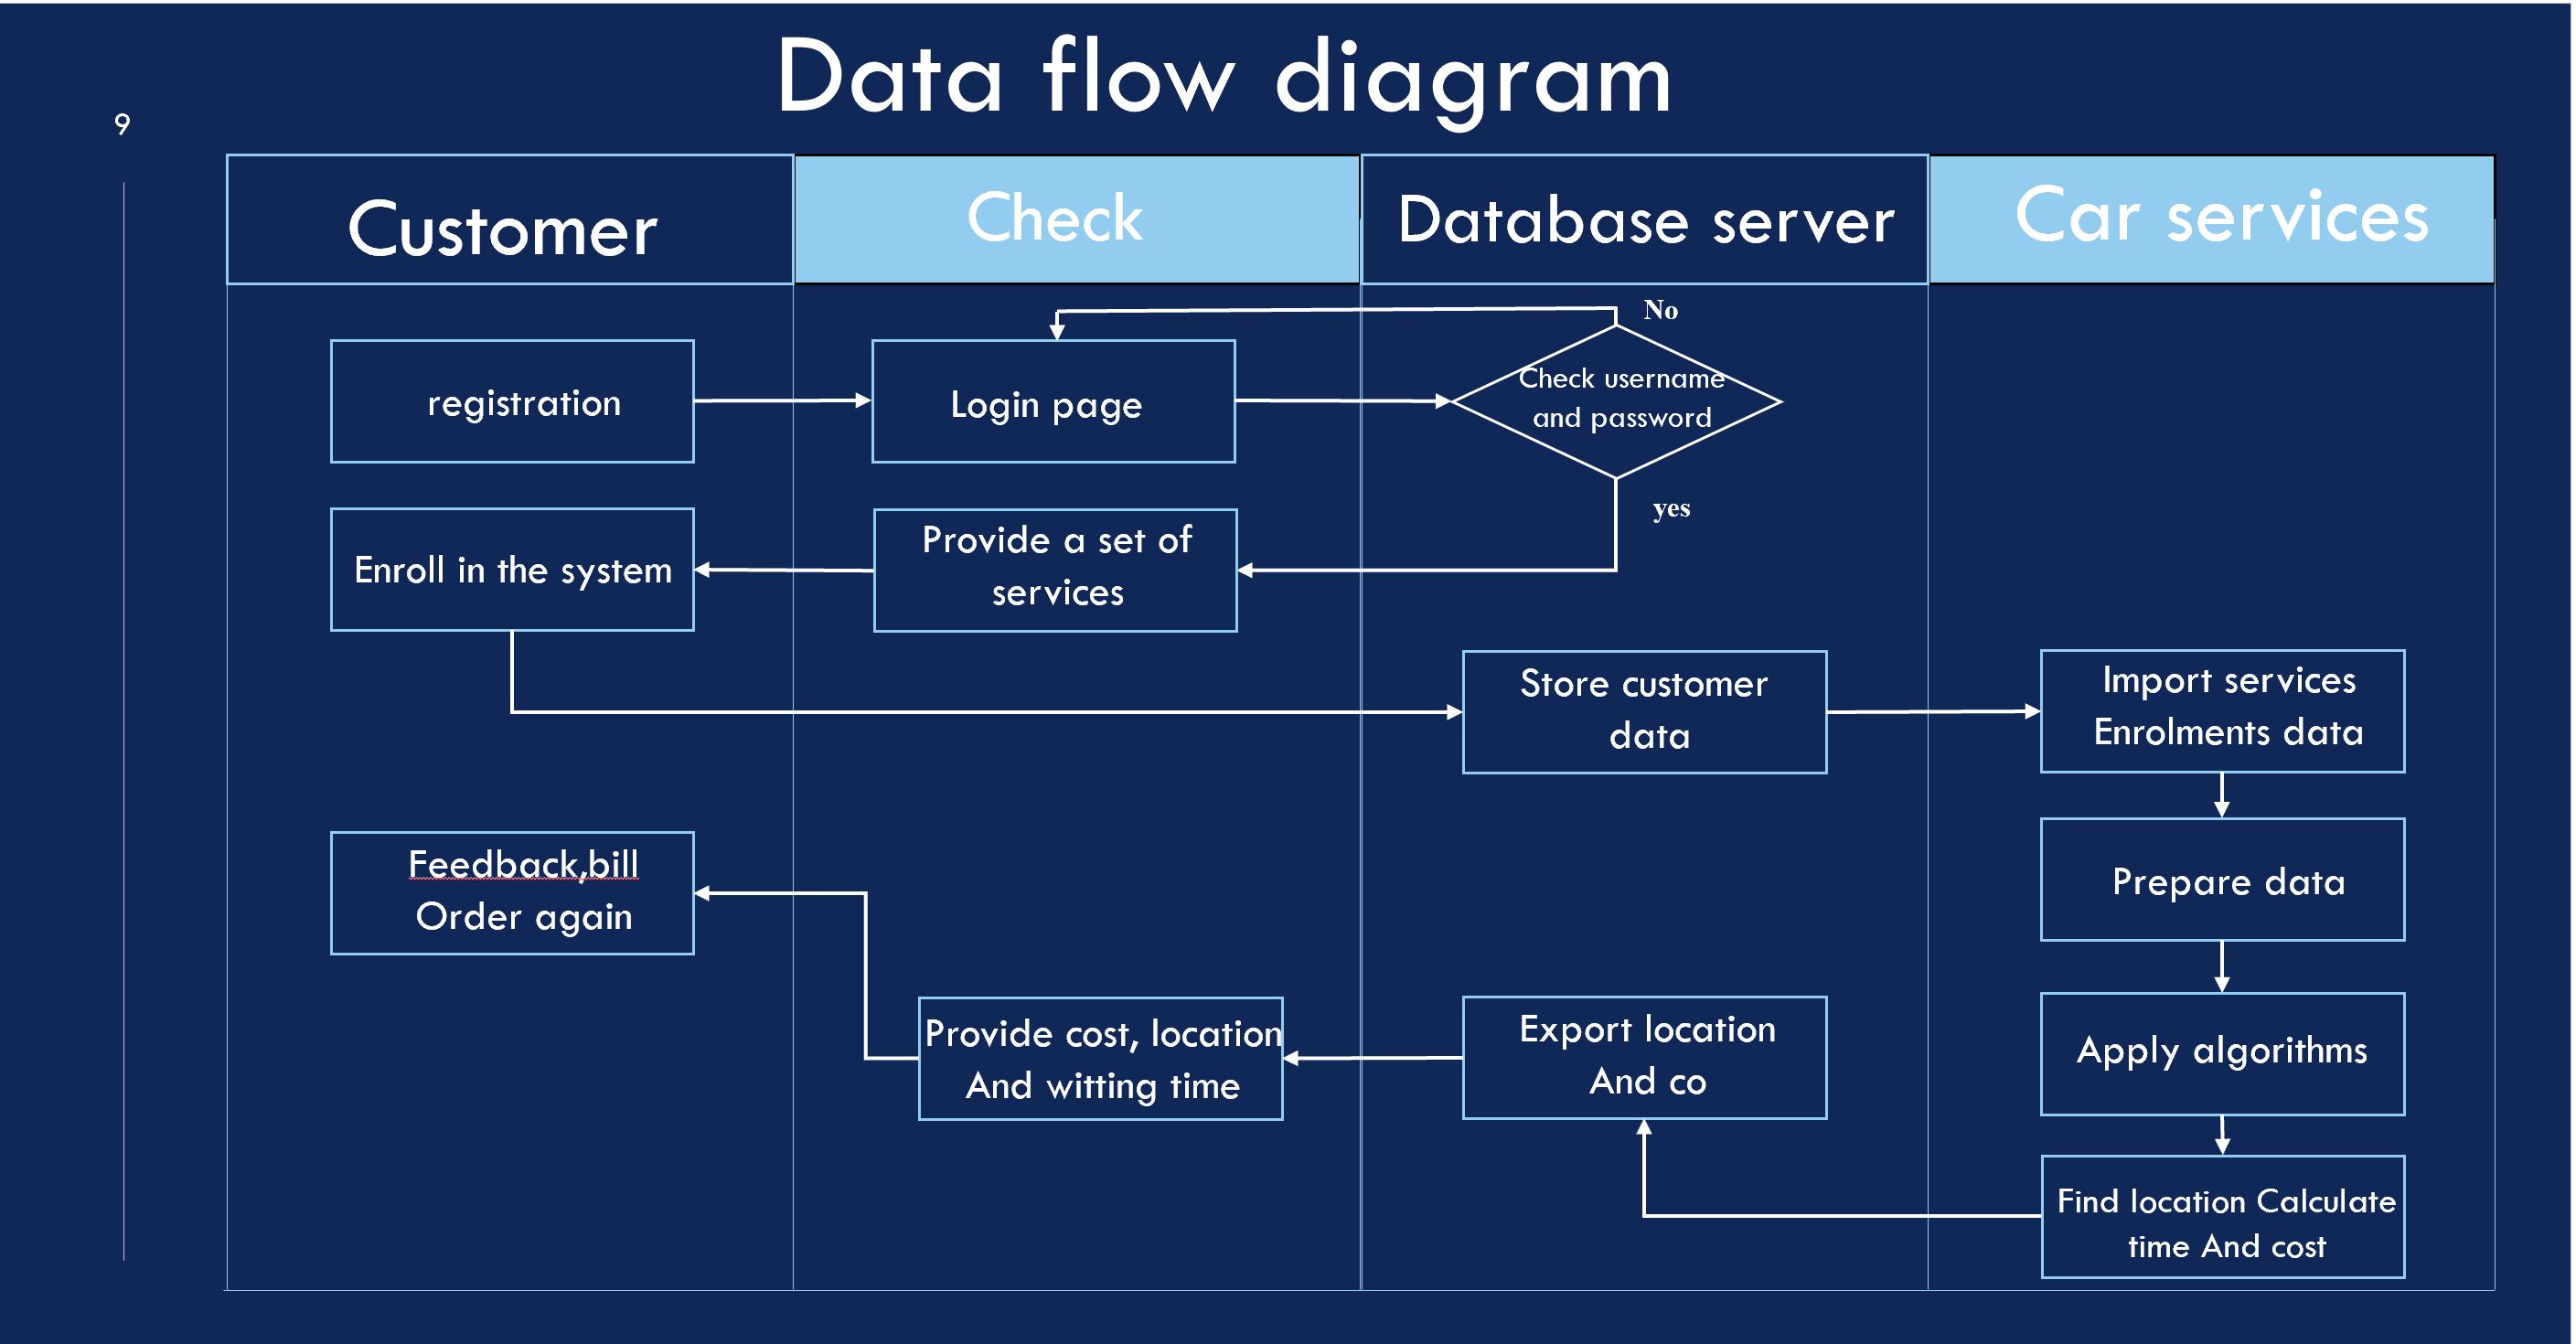 Data flow diagram
9
Customer
Check
Database server
Car services
No
registration
Login page
Check username
and password
yes
Enroll in the system
Provide a set of
services
Store customer
data
Import services
Enrolments data
Feedback,bill
Order again
Prepare data
Provide cost, location
And witting time
Export location
And co
Apply algorithms
Find location Calculate
time And cost